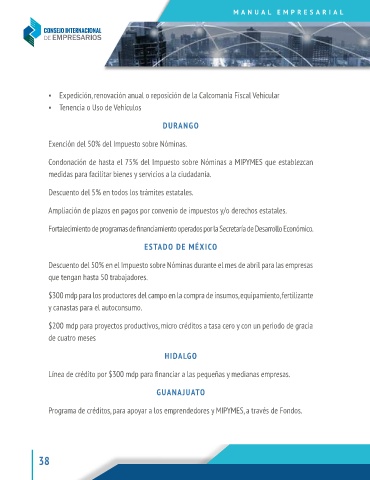 MANUAL EMPRESARIAL
CONSEJO INTERNACIONAL
DE EMPRESARIOS
• Expedición, renovación anual o reposición de la Calcomanía Fiscal Vehicular
• Tenencia o Uso de Vehículos
DURANGO
Exención del 50% del Impuesto sobre Nóminas.
Condonación de hasta el 75% del Impuesto sobre Nóminas a MIPYMES que establezcan
medidas para facilitar bienes y servicios a la ciudadanía.
Descuento del 5% en todos los trámites estatales.
Ampliación de plazos en pagos por convenio de impuestos y/o derechos estatales.
Fortalecimiento de programas de financiamiento operados por la Secretaría de Desarrollo Económico.
ESTADO DE MÉXICO
Descuento del 50% en el Impuesto sobre Nóminas durante el mes de abril para las empresas
que tengan hasta 50 trabajadores.
$300 mdp para los productores del campo en la compra de insumos, equipamiento, fertilizante
y canastas para el autoconsumo.
$200 mdp para proyectos productivos, micro créditos a tasa cero y con un periodo de gracia
de cuatro meses
HIDALGO
Línea de crédito por $300 mdp para financiar a las pequeñas y medianas empresas.
GUANAJUATO
Programa de créditos, para apoyar a los emprendedores y MIPYMES, a través de Fondos.
38